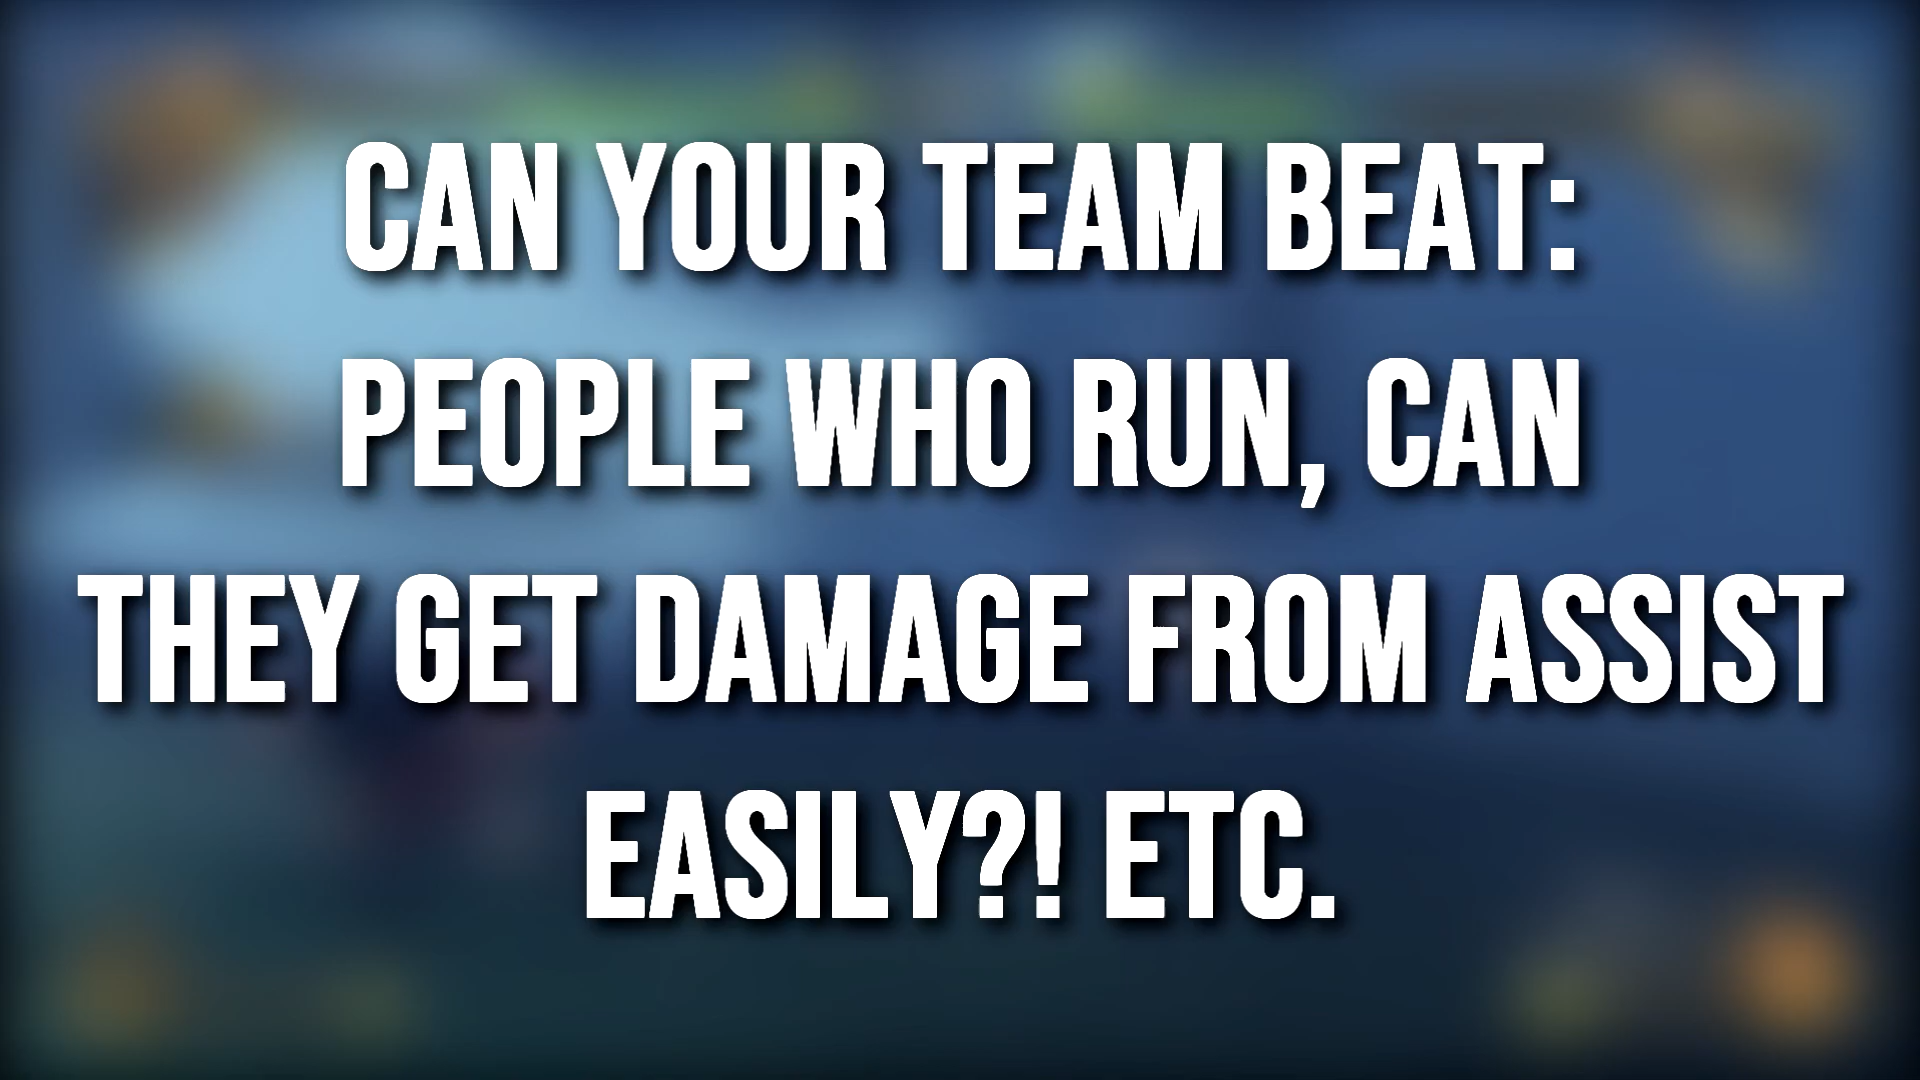 CAN YOUR TEAM BEAT:
PEOPLE WHO RUN, CAN
THEY GET DAMAGE FROM ASSIST
EASILY?! ETC.